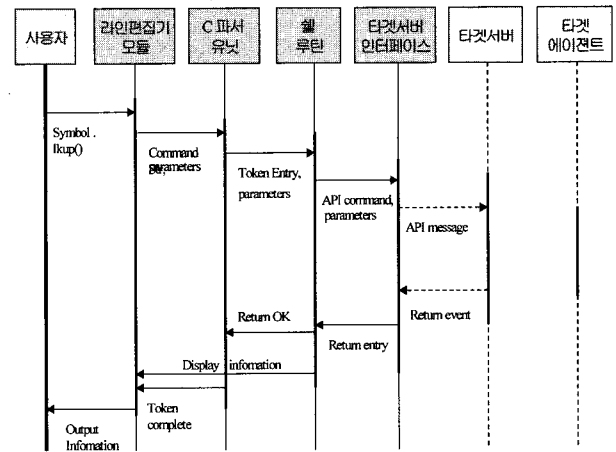 사용자
라인편집기
모듈
C 파서
유닛
쉘
루틴
타겟서버
인터페이스
타겟서버
타겟
에이젼트
Symbol .
lkup()
Command
parameters
Token Entry,
parameters
API command,
parameters
API message
Return event
Return OK
Return entry
Display infomation
Token
complete
Output
Infomation